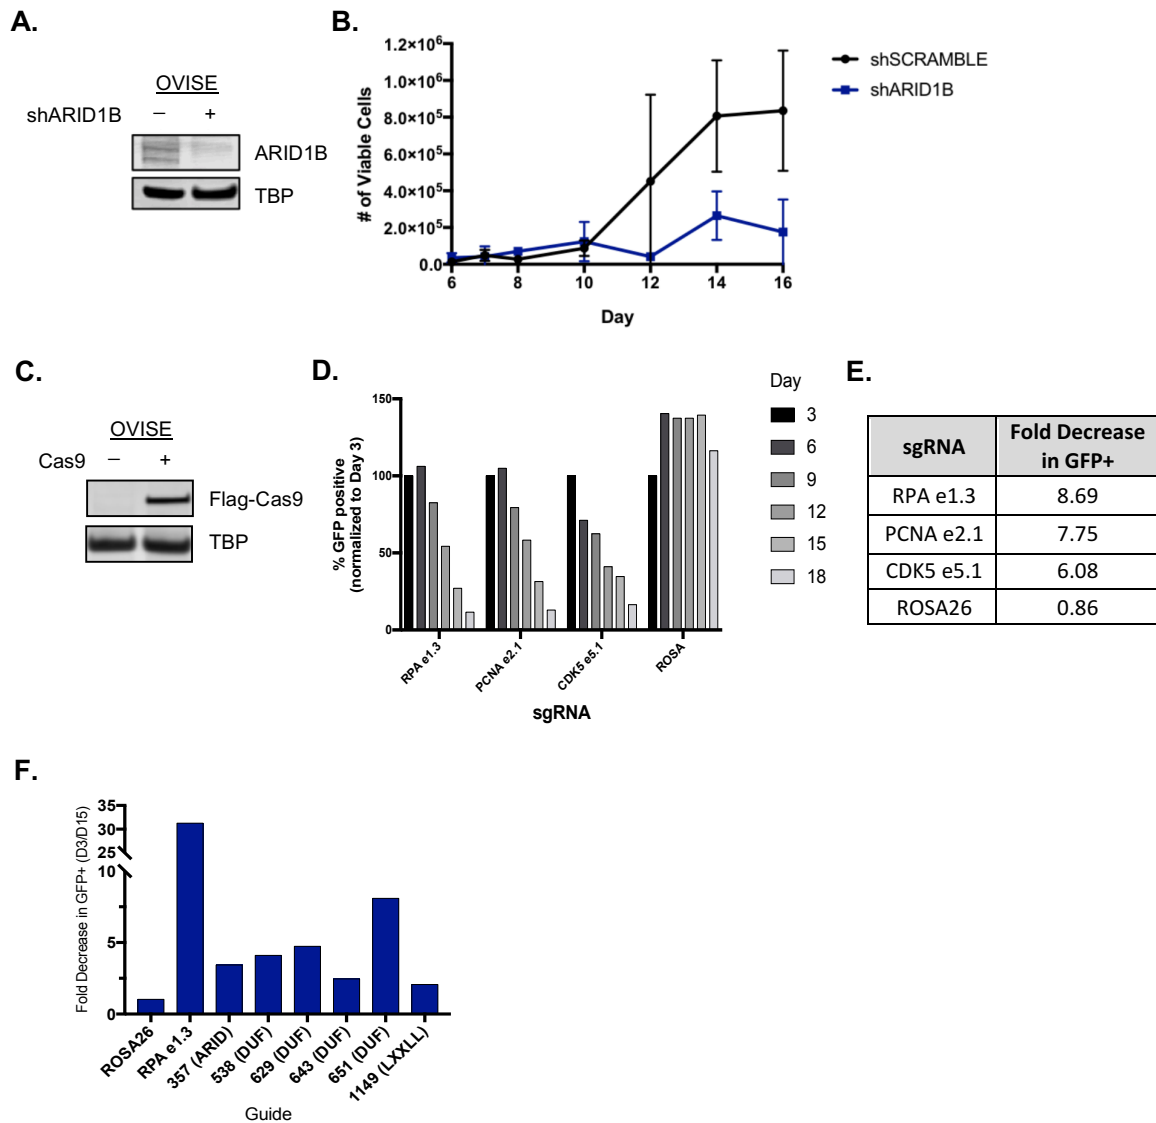 A.
OVISE
shARID1B
− +
ARID1B
TBP
B.
1.2×10⁶
1.0×10⁶
8.0×10⁵
6.0×10⁵
4.0×10⁵
2.0×10⁵
0.0
# of Viable Cells
6 8 10 12 14 16
Day
shSCRAMBLE
shARID1B
C.
OVISE
Cas9 − +
Flag-Cas9
TBP
D.
150
100
50
0
% GFP positive
(normalized to Day 3)
RPA e1.3
PCNA e2.1
CDK5 e5.1
ROSA
sgRNA
Day
3
6
9
12
15
18
E.
sgRNA
Fold Decrease
in GFP+
RPA e1.3 8.69
PCNA e2.1 7.75
CDK5 e5.1 6.08
ROSA26 0.86
F.
35
30
25
10
5
0
Fold Decrease in GFP+ (D3/D15)
ROSA26
RPA e1.3
357 (ARID)
538 (DUF)
629 (DUF)
643 (DUF)
651 (DUF)
1149 (LXXLL)
Guide